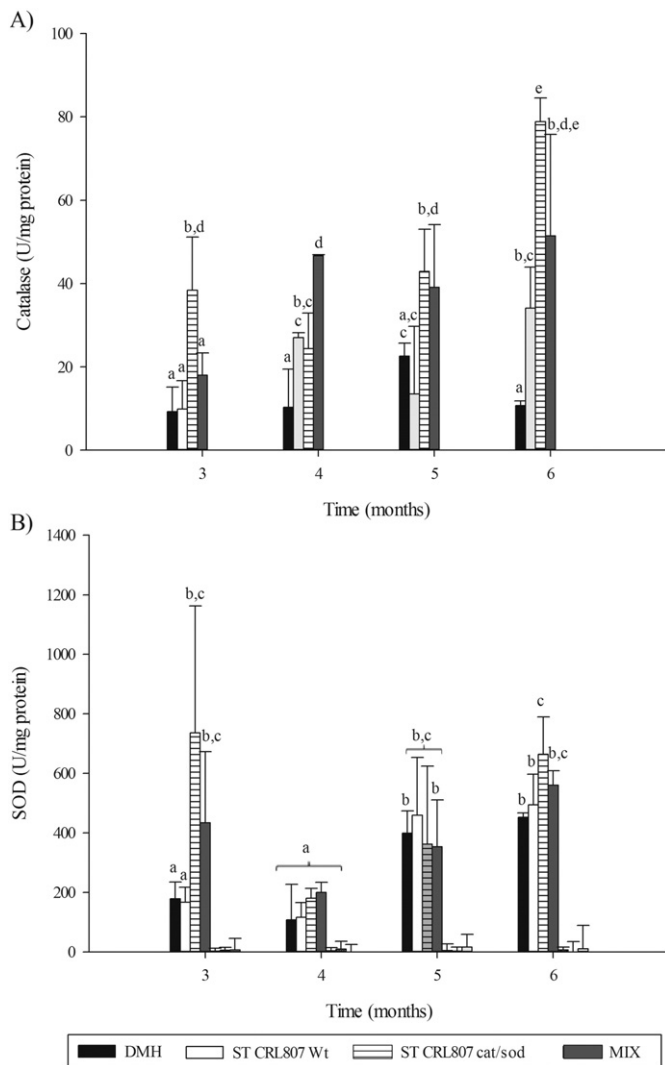 A)
100
80
60
40
20
0
Catalase (U/mg protein)
a
a
b,d
a
a
c
b,c
d
c
a,c
b,d
a
b,c
e
b,d,e
3
4
5
6
Time (months)
B)
1400
1200
1000
800
600
400
200
0
SOD (U/mg protein)
a
a
b,c
b,c
a
b,c
b
b
b
b
c
b,c
3
4
5
6
Time (months)
DMH
ST CRL807 Wt
ST CRL807 cat/sod
MIX